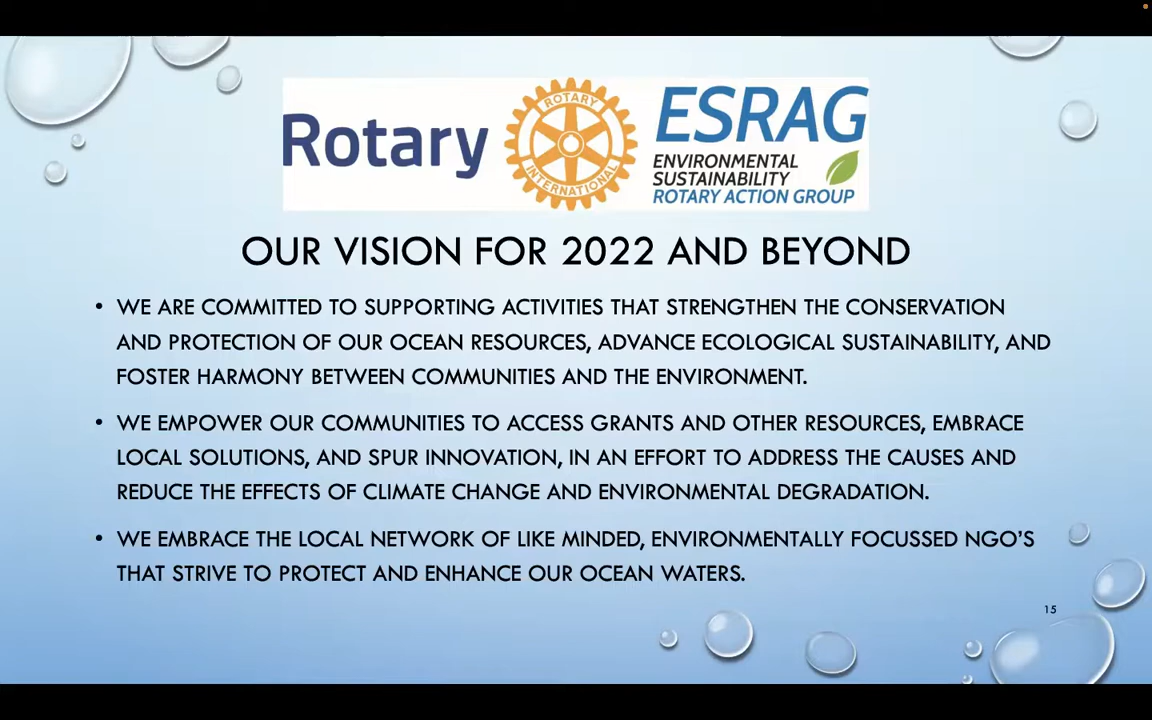 Rotary
ROTARY
INTERNATIONAL
ESRAG
ENVIRONMENTAL
SUSTAINABILITY
ROTARY ACTION GROUP
OUR VISION FOR 2022 AND BEYOND
• WE ARE COMMITTED TO SUPPORTING ACTIVITIES THAT STRENGTHEN THE CONSERVATION
AND PROTECTION OF OUR OCEAN RESOURCES, ADVANCE ECOLOGICAL SUSTAINABILITY, AND
FOSTER HARMONY BETWEEN COMMUNITIES AND THE ENVIRONMENT.
• WE EMPOWER OUR COMMUNITIES TO ACCESS GRANTS AND OTHER RESOURCES, EMBRACE
LOCAL SOLUTIONS, AND SPUR INNOVATION, IN AN EFFORT TO ADDRESS THE CAUSES AND
REDUCE THE EFFECTS OF CLIMATE CHANGE AND ENVIRONMENTAL DEGRADATION.
• WE EMBRACE THE LOCAL NETWORK OF LIKE MINDED, ENVIRONMENTALLY FOCUSSED NGO'S
THAT STRIVE TO PROTECT AND ENHANCE OUR OCEAN WATERS.
15